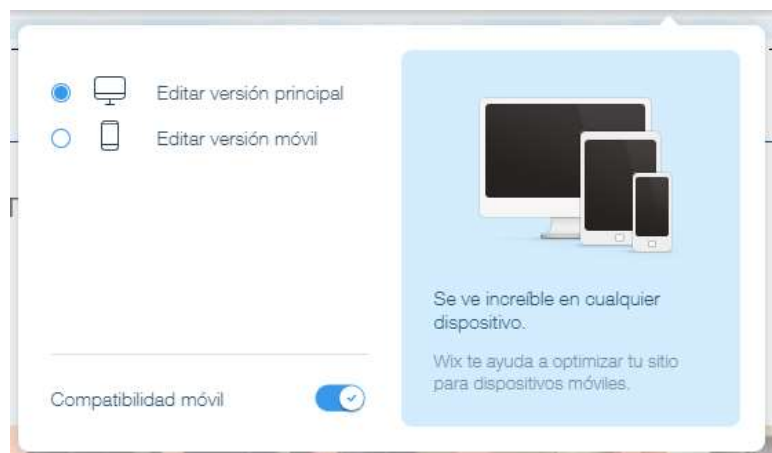 Editar versión principal
Editar versión móvil
Compatibilidad móvil
Se ve increíble en cualquier
dispositivo.
Wix te ayuda a optimizar tu sitio
para dispositivos móviles.